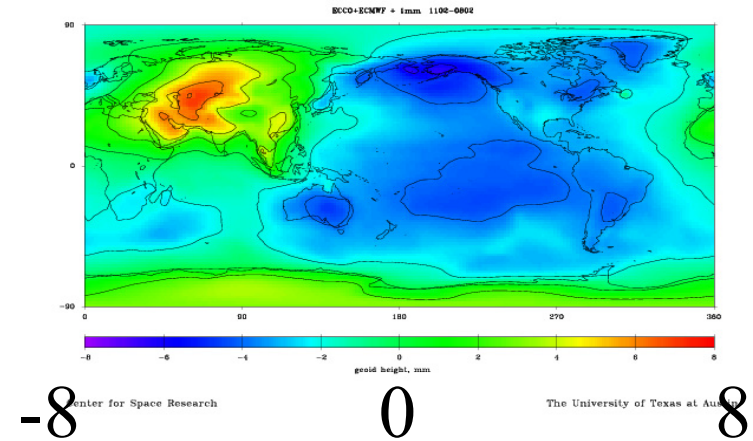 ECCO+ECMWF + 1mm 1102-0802
90
0
-90
0 90 180 270 360
-8 -6 -4 -2 0 2 4 6 8
geoid height, mm
Center for Space Research The University of Texas at Austin
-8 0 8